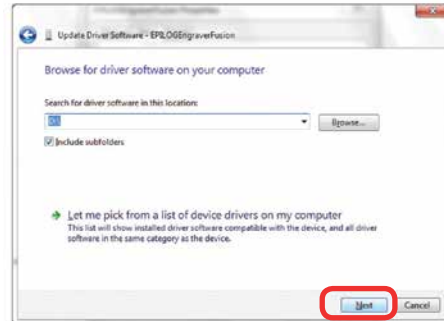 Update Driver Software - EPILOGEngraverFusion
Browse for driver software on your computer
Search for driver software in this location:
Browse...
Include subfolders
Let me pick from a list of device drivers on my computer
This list will show installed driver software compatible with the device, and all driver
software in the same category as the device.
Next Cancel